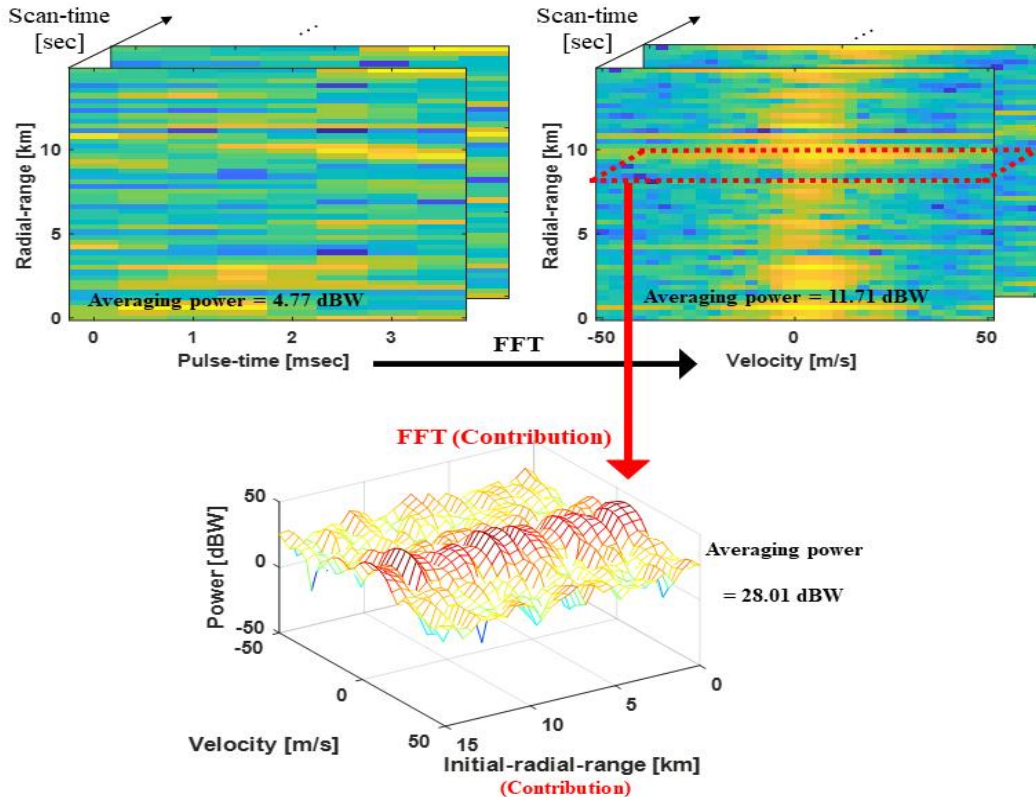 Scan-time
[sec]
...
Radial-range [km]
10
5
0
Averaging power = 4.77 dBW
0
1
2
3
Pulse-time [msec]
FFT
Scan-time
[sec]
...
Radial-range [km]
10
5
0
Averaging power = 11.71 dBW
-50
0
50
Velocity [m/s]
FFT (Contribution)
Power [dBW]
50
0
-50
-50
0
50
Velocity [m/s]
15
10
5
0
Initial-radial-range [km]
(Contribution)
Averaging power
= 28.01 dBW